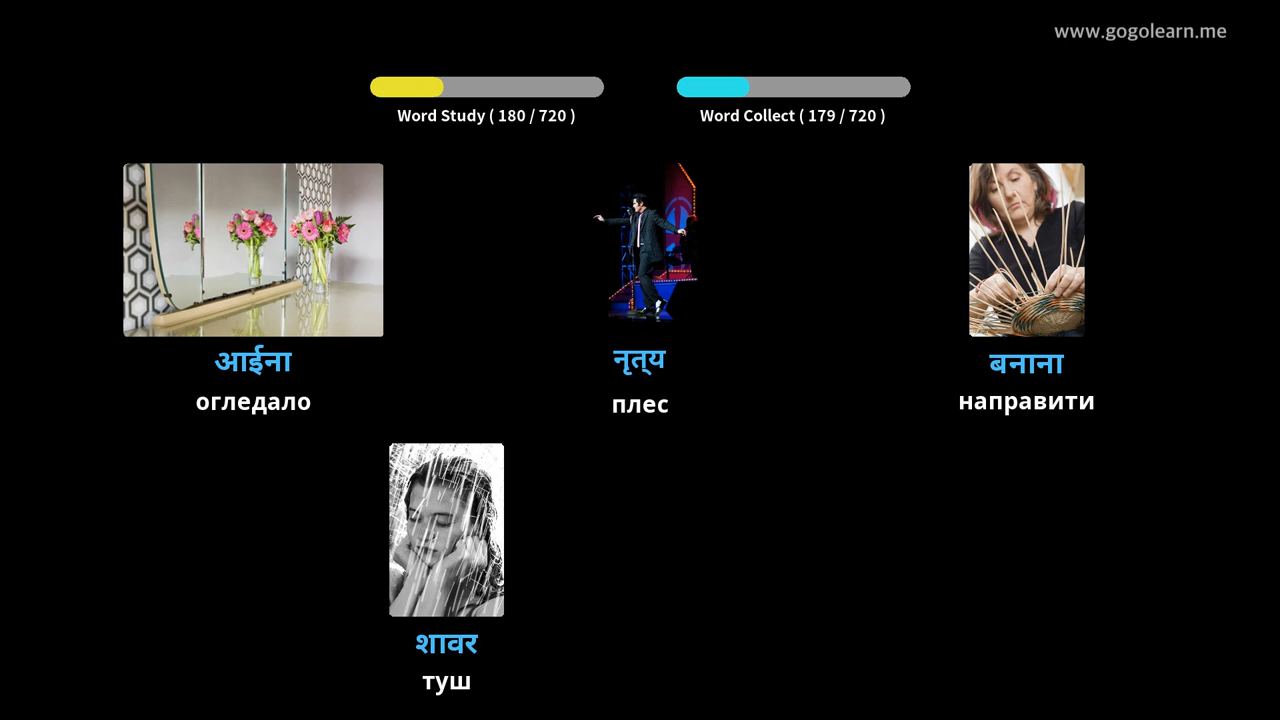 www.gogolearn.me
Word Study ( 180 / 720 )
Word Collect ( 179 / 720 )
आईना
огледало
नृत्य
плес
बनाना
направити
शावर
туш